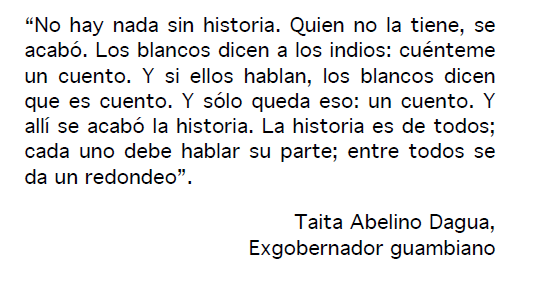 “No hay nada sin historia. Quien no la tiene, se
acabó. Los blancos dicen a los indios: cuénteme
un cuento. Y si ellos hablan, los blancos dicen
que es cuento. Y sólo queda eso: un cuento. Y
allí se acabó la historia. La historia es de todos;
cada uno debe hablar su parte; entre todos se
da un redondeo”.
Taita Abelino Dagua,
Exgobernador guambiano